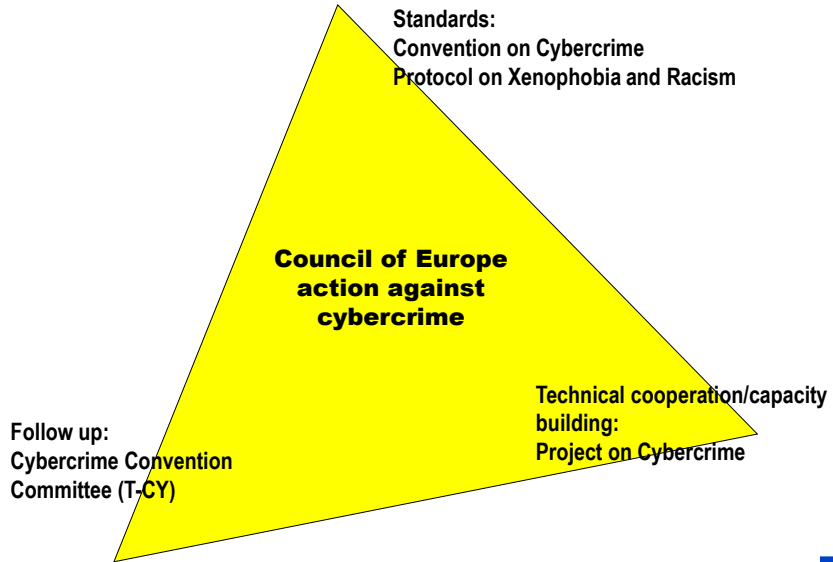 Standards:
Convention on Cybercrime
Protocol on Xenophobia and Racism
Council of Europe
action against
cybercrime
Technical cooperation/capacity
building:
Project on Cybercrime
Follow up:
Cybercrime Convention
Committee (T-CY)